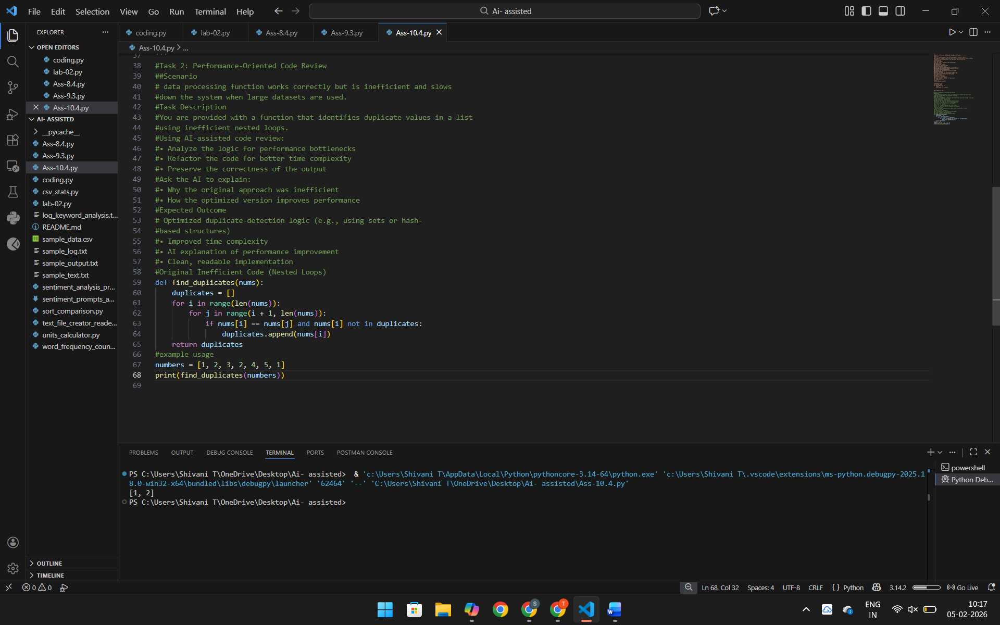 File Edit Selection View Go Run Terminal Help
Ai- assisted
EXPLORER
OPEN EDITORS
coding.py
lab-02.py
Ass-8.4.py
Ass-9.3.py
Ass-10.4.py
AI- ASSISTED
__pycache__
Ass-8.4.py
Ass-9.3.py
Ass-10.4.py
coding.py
csv_stats.py
lab-02.py
log_keyword_analysis.t...
README.md
sample_data.csv
sample_log.txt
sample_output.txt
sample_text.txt
sentiment_analysis_pr...
sentiment_prompts_a...
sort_comparison.py
text_file_creator_reade...
units_calculator.py
word_frequency_coun...
OUTLINE
TIMELINE
coding.py lab-02.py Ass-8.4.py Ass-9.3.py Ass-10.4.py
Ass-10.4.py > ...
37 '''
38 #Task 2: Performance-Oriented Code Review
39 ##Scenario
40 # data processing function works correctly but is inefficient and slows
41 #down the system when large datasets are used.
42 #Task Description
43 #You are provided with a function that identifies duplicate values in a list
44 #using inefficient nested loops.
45 #Using AI-assisted code review:
46 #• Analyze the logic for performance bottlenecks
47 #• Refactor the code for better time complexity
48 #• Preserve the correctness of the output
49 #Ask the AI to explain:
50 #• Why the original approach was inefficient
51 #• How the optimized version improves performance
52 #Expected Outcome
53 # Optimized duplicate-detection logic (e.g., using sets or hash-
54 #based structures)
55 #• Improved time complexity
56 #• AI explanation of performance improvement
57 #• Clean, readable implementation
58 #Original Inefficient Code (Nested Loops)
59 def find_duplicates(nums):
60 duplicates = []
61 for i in range(len(nums)):
62 for j in range(i + 1, len(nums)):
63 if nums[i] == nums[j] and nums[i] not in duplicates:
64 duplicates.append(nums[i])
65 return duplicates
66 #example usage
67 numbers = [1, 2, 3, 2, 4, 5, 1]
68 print(find_duplicates(numbers))
69
PROBLEMS OUTPUT DEBUG CONSOLE TERMINAL PORTS POSTMAN CONSOLE
PS C:\Users\Shivani T\OneDrive\Desktop\Ai- assisted> & 'c:\Users\Shivani T\AppData\Local\Python\pythoncore-3.14-64\python.exe' 'c:\Users\Shivani T\.vscode\extensions\ms-python.debugpy-2025.1
8.0-win32-x64\bundled\libs\debugpy\launcher' '62464' '--' 'C:\Users\Shivani T\OneDrive\Desktop\Ai- assisted\Ass-10.4.py'
[1, 2]
PS C:\Users\Shivani T\OneDrive\Desktop\Ai- assisted>
powershell
Python Deb...
0 0
Ln 68, Col 32 Spaces: 4 UTF-8 CRLF { } Python 3.14.2 Go Live
S
T
W
ENG
IN
10:17
05-02-2026